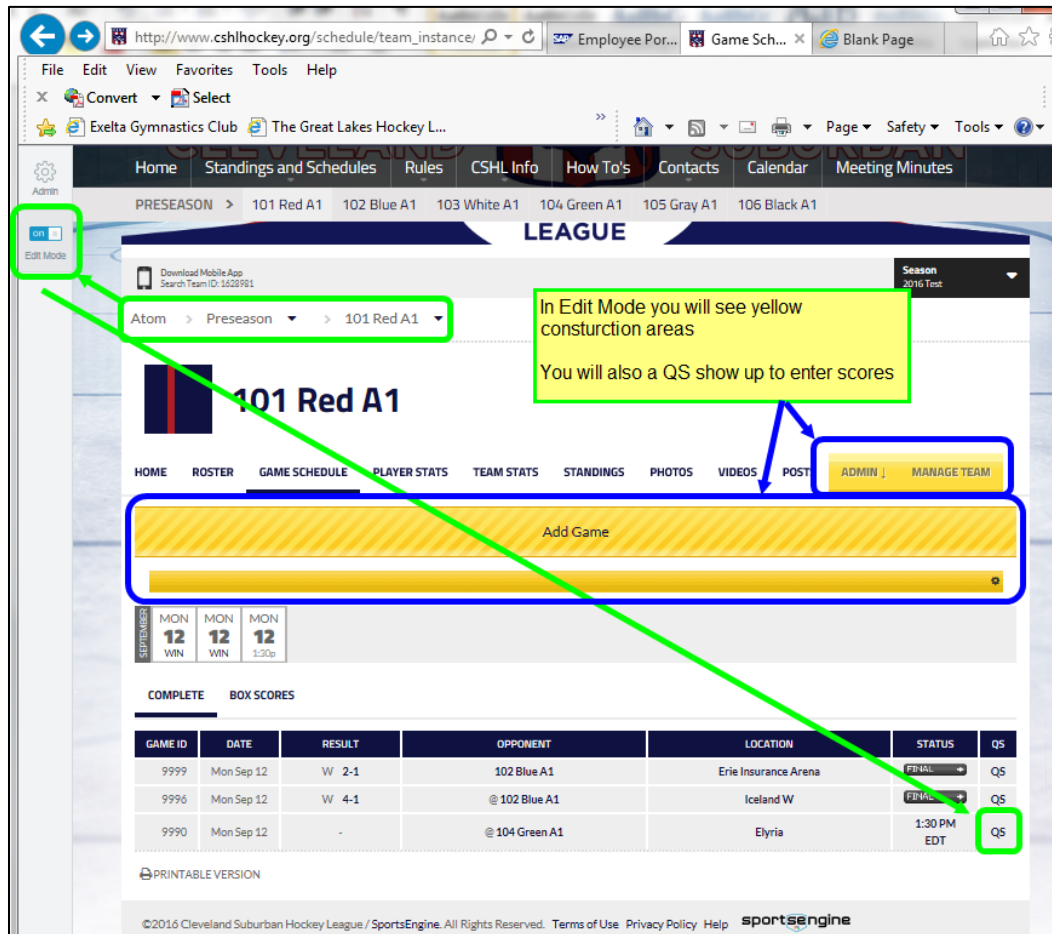 http://www.cshlhockey.org/schedule/team_instance/ Employee Por... Game Sch... Blank Page
File Edit View Favorites Tools Help
Convert Select
Exelta Gymnastics Club The Great Lakes Hockey L... Page Safety Tools
CLEVELAND SUBURBAN
Admin
Home Standings and Schedules Rules CSHL Info How To's Contacts Calendar Meeting Minutes
PRESEASON > 101 Red A1 102 Blue A1 103 White A1 104 Green A1 105 Gray A1 106 Black A1
on
Edit Mode
LEAGUE
Download Mobile App
Search Team ID: 1628981
Season
2016 Test
Atom > Preseason > 101 Red A1
In Edit Mode you will see yellow
consturction areas
You will also a QS show up to enter scores
101 Red A1
HOME ROSTER GAME SCHEDULE PLAYER STATS TEAM STATS STANDINGS PHOTOS VIDEOS POSTS ADMIN ↓ MANAGE TEAM
Add Game
SEPTEMBER
MON MON MON
12 12 12
WIN WIN 1:30p
COMPLETE BOX SCORES
GAME ID DATE RESULT OPPONENT LOCATION STATUS QS
9999 Mon Sep 12 W 2-1 102 Blue A1 Erie Insurance Arena FINAL QS
9996 Mon Sep 12 W 4-1 @ 102 Blue A1 Iceland W FINAL QS
9990 Mon Sep 12 - @ 104 Green A1 Elyria 1:30 PM EDT QS
PRINTABLE VERSION
©2016 Cleveland Suburban Hockey League / SportsEngine. All Rights Reserved. Terms of Use Privacy Policy Help sportsengine